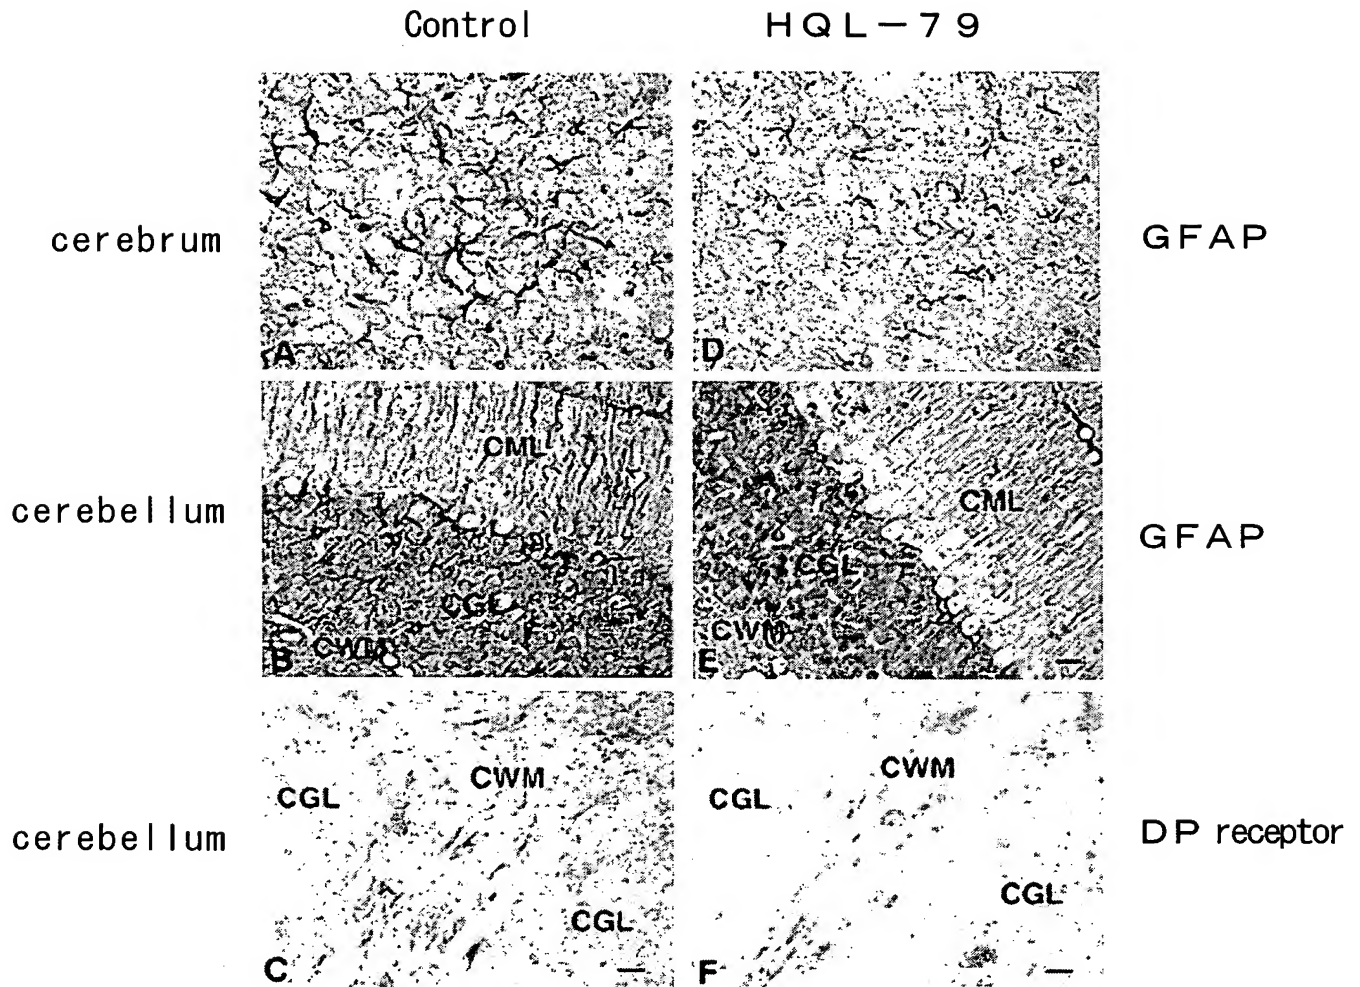 Control
HQL-79
cerebrum
A
D
GFAP
cerebellum
CML
CGL
CWM
B
CML
CGL
CWM
E
GFAP
cerebellum
CGL
CWM
CGL
C
CGL
CWM
CGL
F
DP receptor